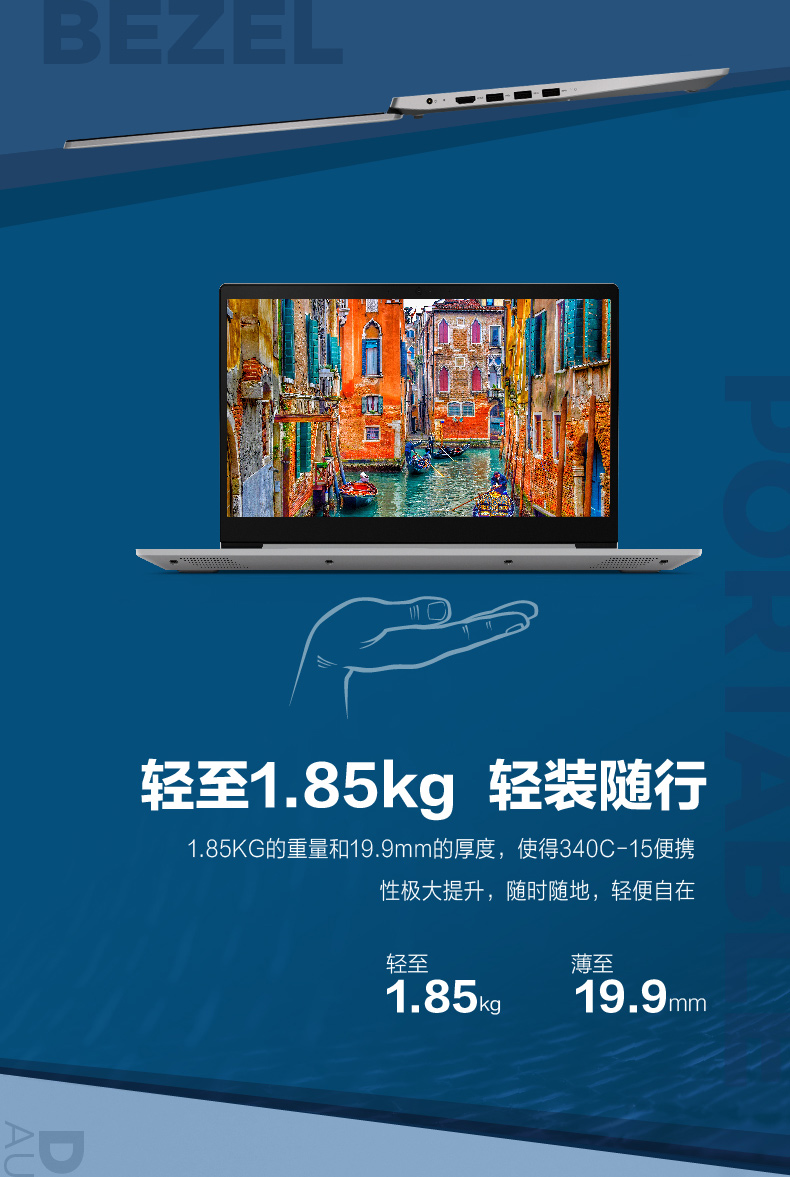 BEZEL
PORTABLE
轻至1.85kg 轻装随行
1.85KG的重量和19.9mm的厚度，使得340C-15便携
性极大提升，随时随地，轻便自在
轻至
1.85kg
薄至
19.9mm
D
AU